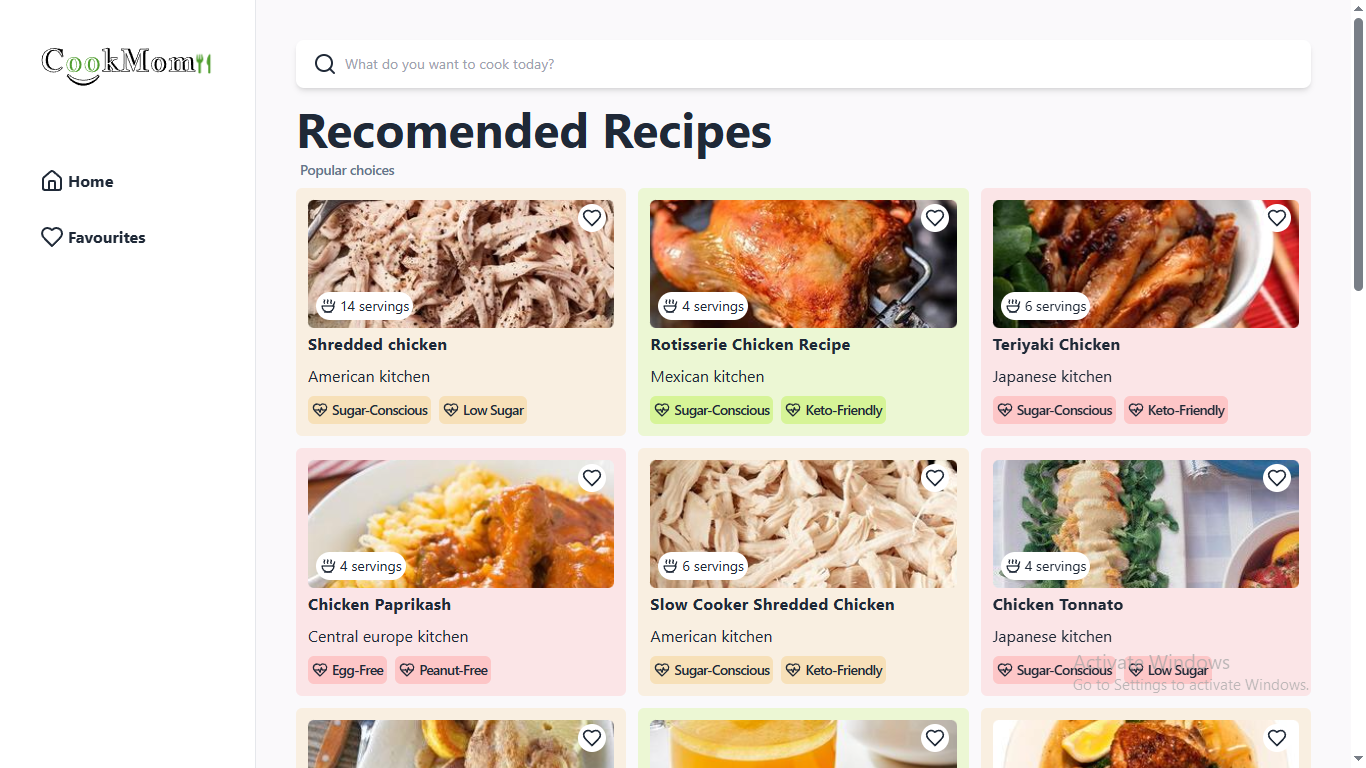 CookMom
What do you want to cook today?
Recomended Recipes
Popular choices
Home
Favourites
14 servings
Shredded chicken
American kitchen
Sugar-Conscious
Low Sugar
4 servings
Rotisserie Chicken Recipe
Mexican kitchen
Sugar-Conscious
Keto-Friendly
6 servings
Teriyaki Chicken
Japanese kitchen
Sugar-Conscious
Keto-Friendly
4 servings
Chicken Paprikash
Central europe kitchen
Egg-Free
Peanut-Free
6 servings
Slow Cooker Shredded Chicken
American kitchen
Sugar-Conscious
Keto-Friendly
4 servings
Chicken Tonnato
Japanese kitchen
Sugar-Conscious
Low Sugar
Activate Windows
Go to Settings to activate Windows.